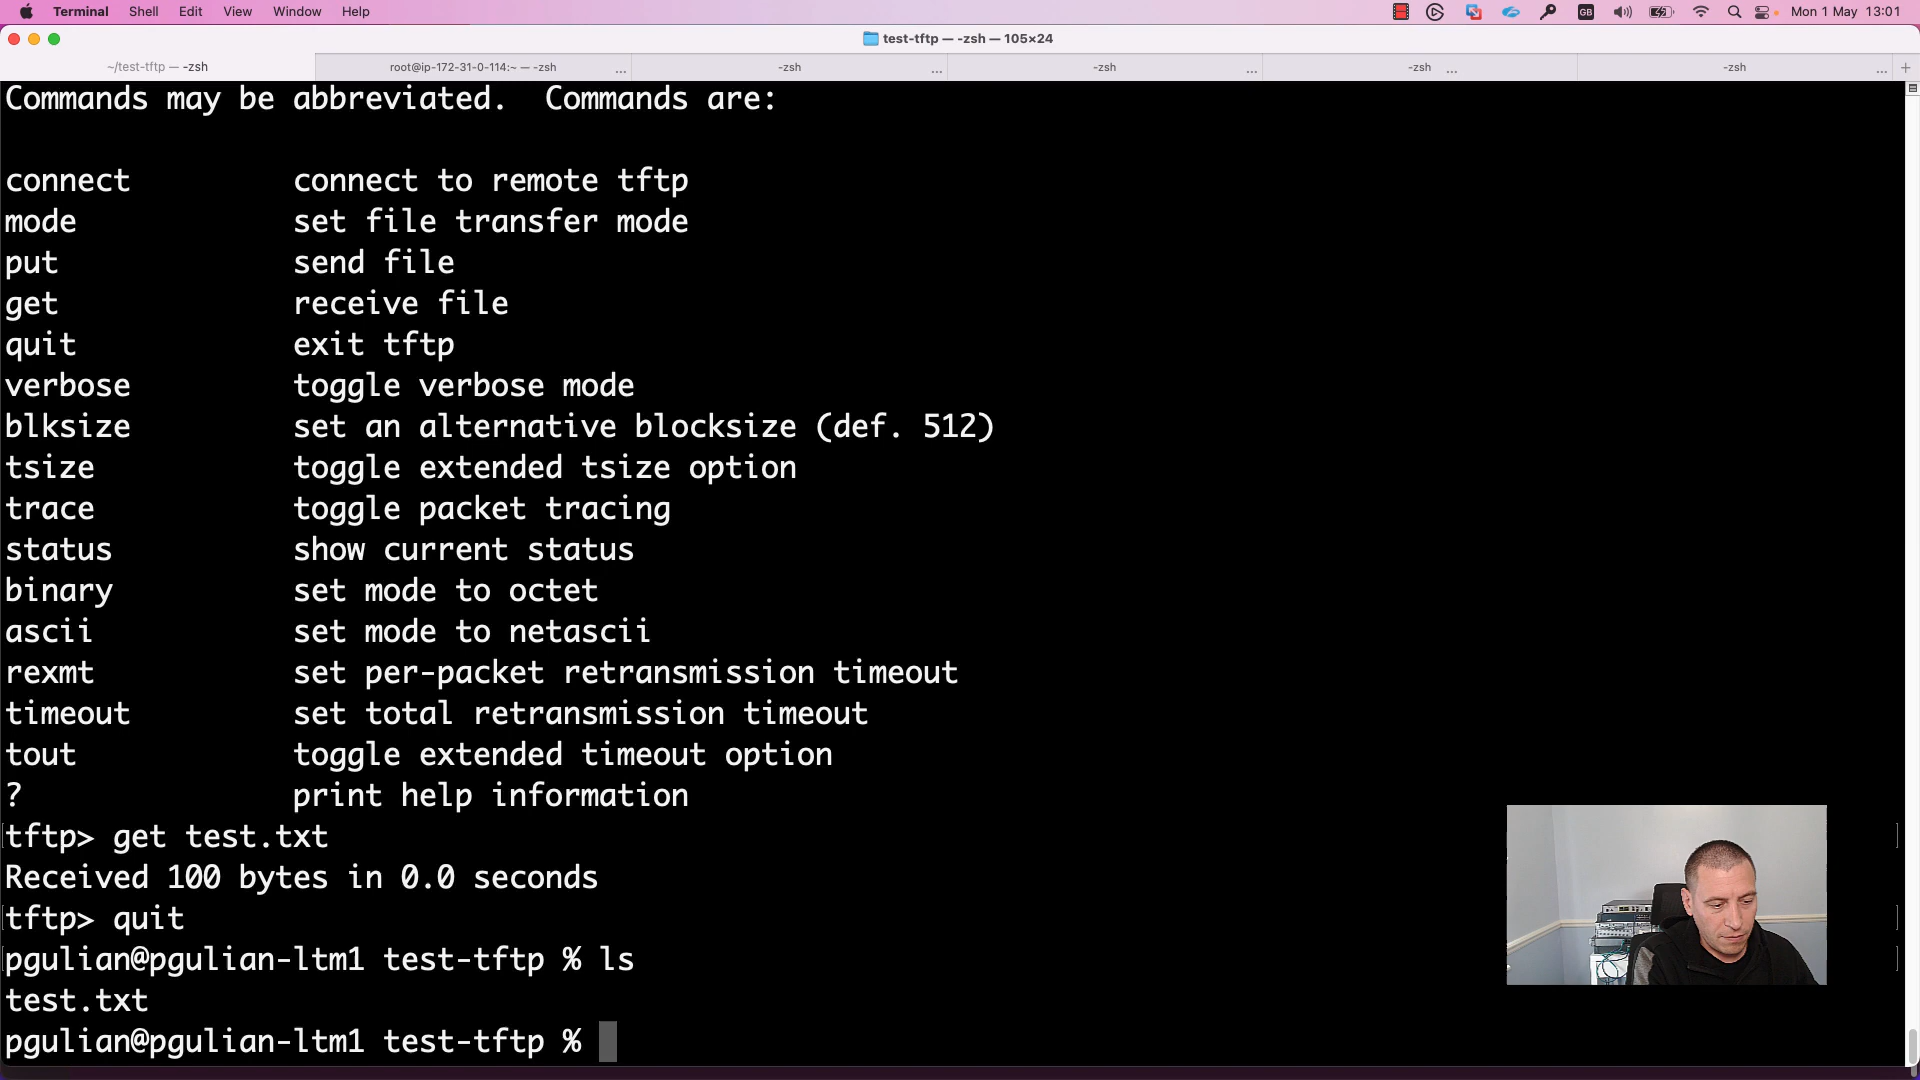 Terminal Shell Edit View Window Help GB Mon 1 May 13:01
test-tftp — -zsh — 105×24
~/test-tftp — -zsh root@ip-172-31-0-114:~ — -zsh ... -zsh ... -zsh ... -zsh ... -zsh ... +
Commands may be abbreviated. Commands are:
connect connect to remote tftp
mode set file transfer mode
put send file
get receive file
quit exit tftp
verbose toggle verbose mode
blksize set an alternative blocksize (def. 512)
tsize toggle extended tsize option
trace toggle packet tracing
status show current status
binary set mode to octet
ascii set mode to netascii
rexmt set per-packet retransmission timeout
timeout set total retransmission timeout
tout toggle extended timeout option
? print help information
tftp> get test.txt
Received 100 bytes in 0.0 seconds
tftp> quit
pgulian@pgulian-ltm1 test-tftp % ls
test.txt
pgulian@pgulian-ltm1 test-tftp %